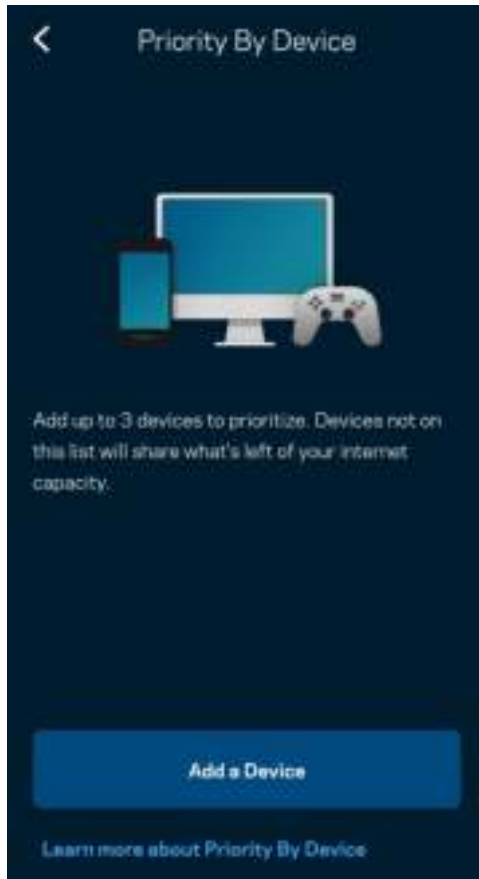 Priority By Device
Add up to 3 devices to prioritize. Devices not on
this list will share what's left of your internet
capacity.
Add a Device
Learn more about Priority By Device